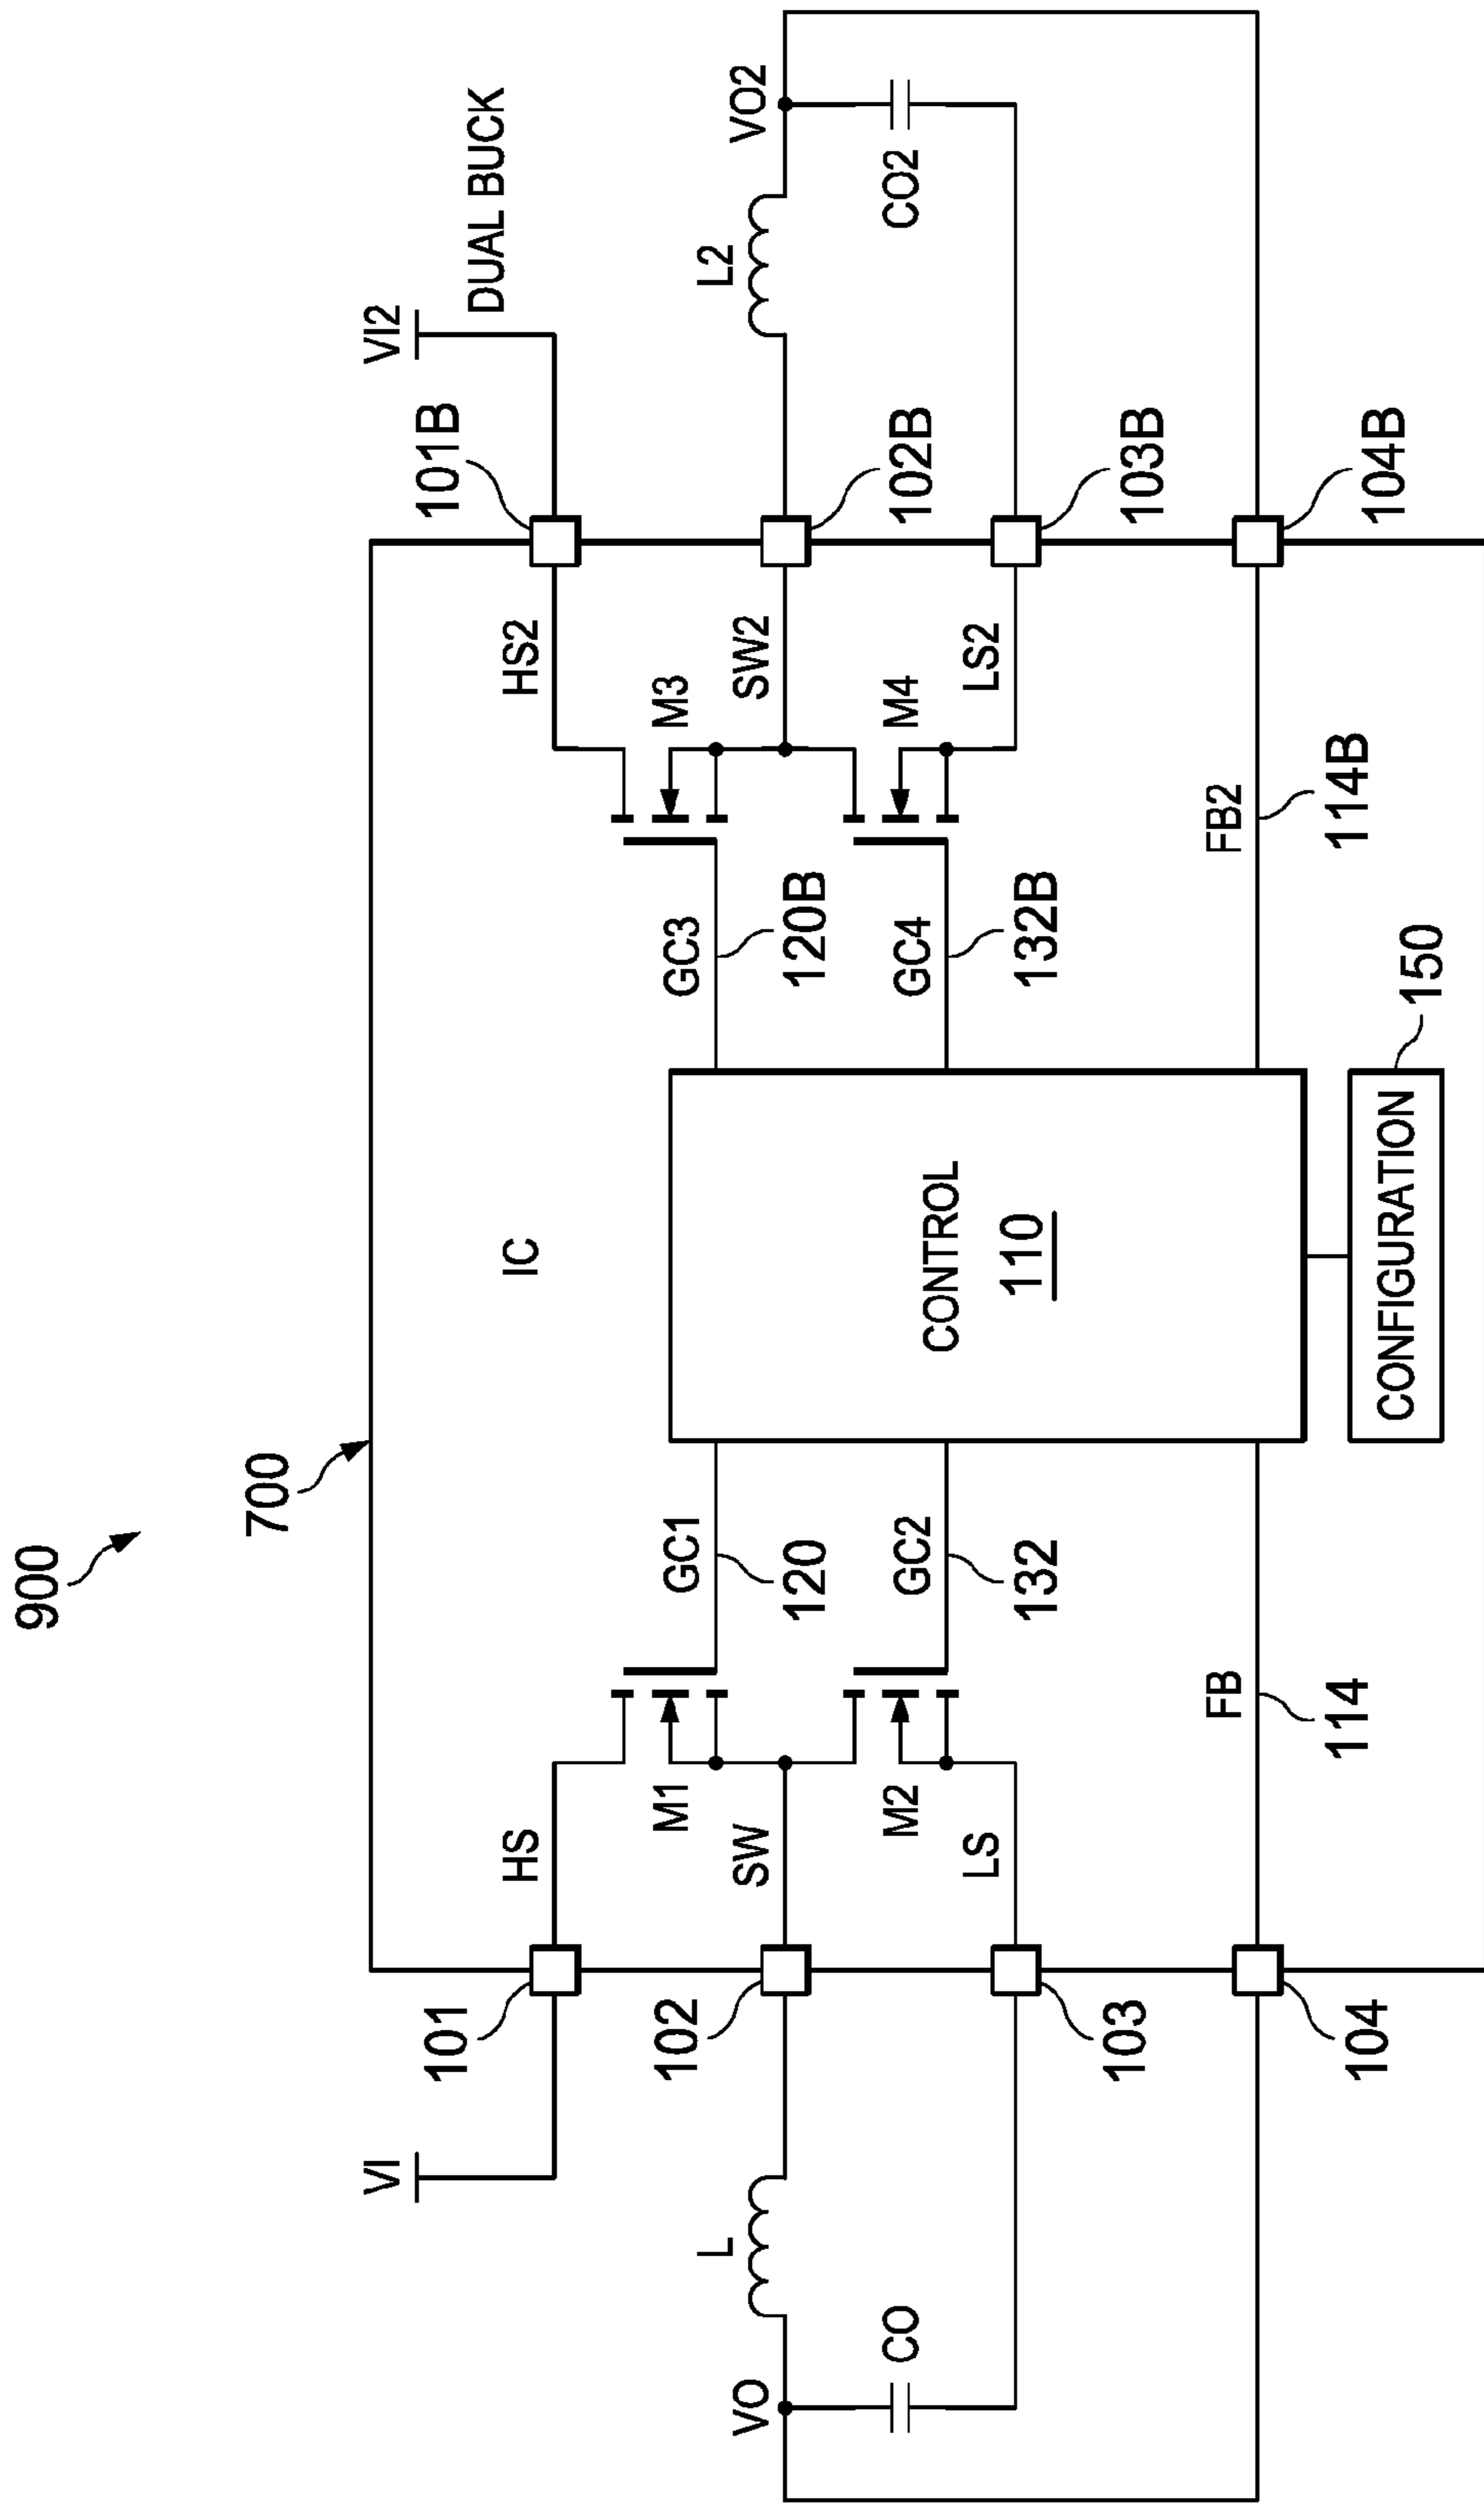 900
700
DUAL BUCK
VI
VI2
101
101B
HS
IC
HS2
M1
GC1
GC3
M3
L
102
L2
VO
SW
120
120B
SW2
VO2
CO
M2
GC2
CONTROL
GC4
M4
102B
CO2
LS
132
110
132B
LS2
103
103B
FB
FB2
104
114
114B
104B
CONFIGURATION
150